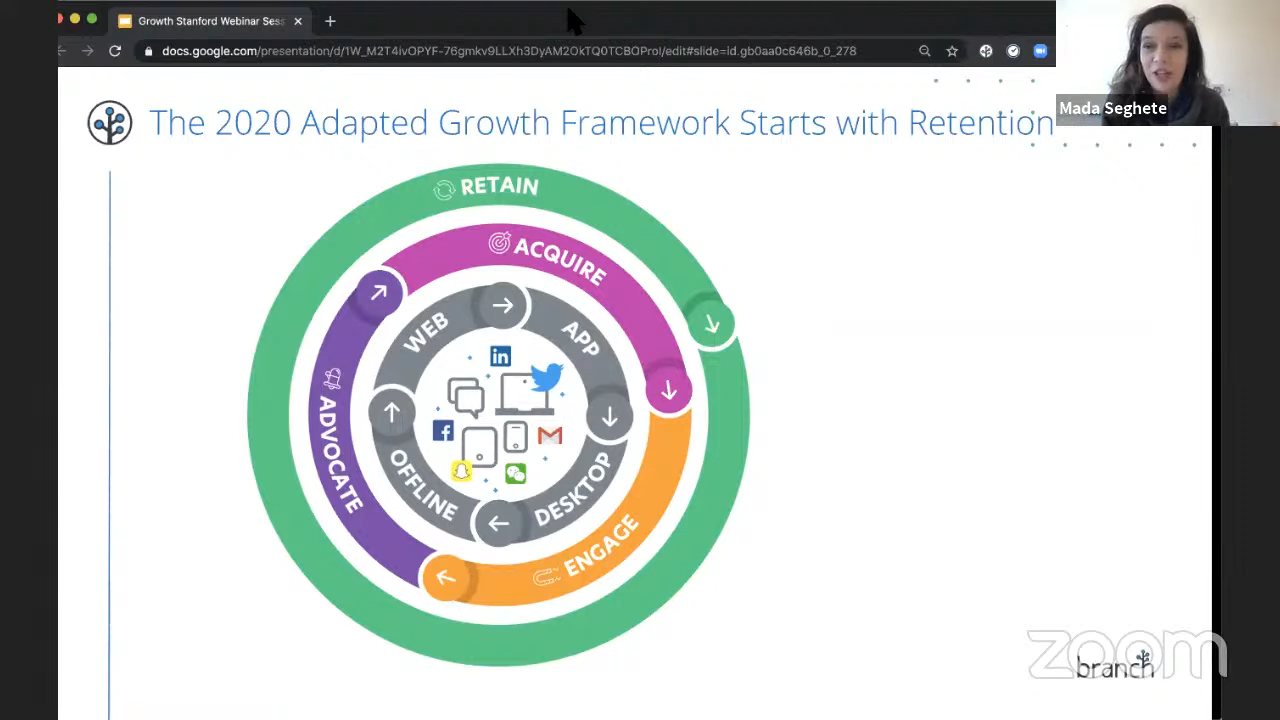 Growth Stanford Webinar Sess
docs.google.com/presentation/d/1W_M2T4ivOPYF-76gmkv9LLXh3DyAM2OkTQ0TCBOProI/edit#slide=id.gb0aa0c646b_0_278
Mada Seghete
The 2020 Adapted Growth Framework Starts with Retention
RETAIN
ACQUIRE
WEB
APP
in
ADVOCATE
OFFLINE
DESKTOP
ENGAGE
zoom
branch